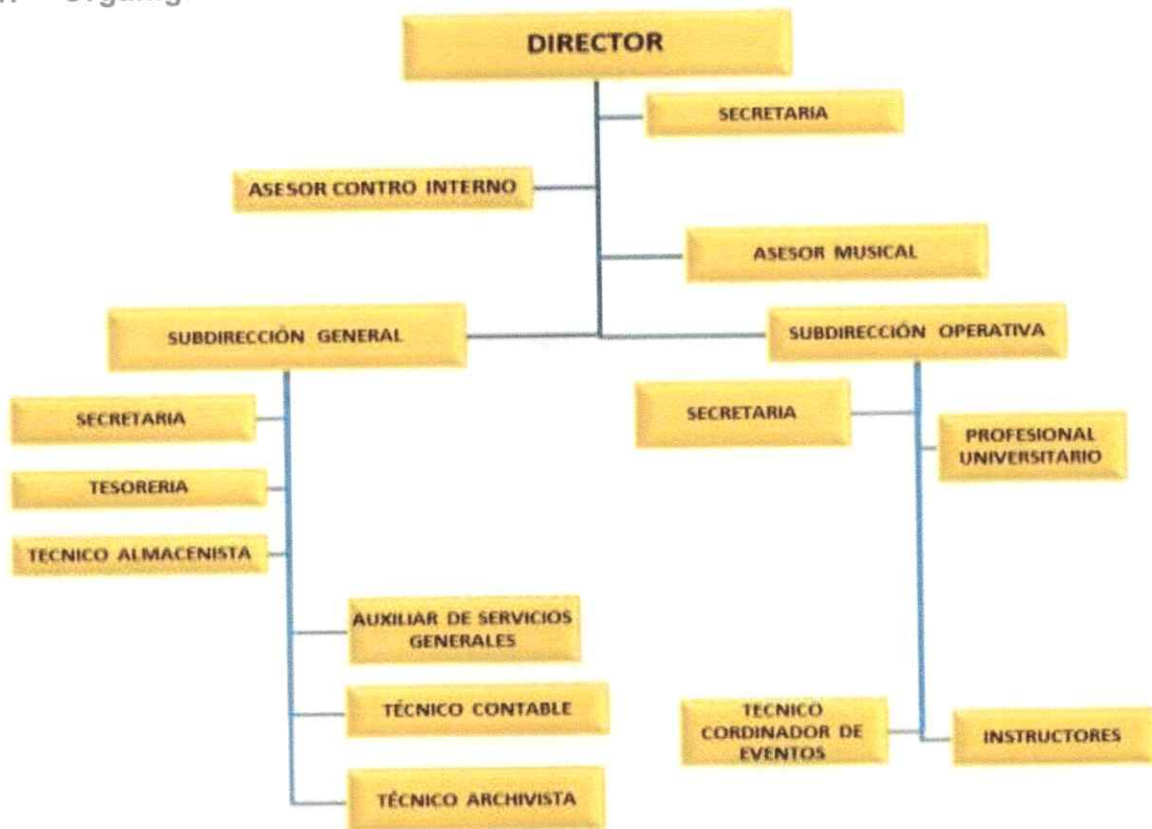 DIRECTOR
SECRETARIA
ASESOR CONTRO INTERNO
ASESOR MUSICAL
SUBDIRECCIÓN GENERAL
SUBDIRECCIÓN OPERATIVA
SECRETARIA
TESORERIA
TECNICO ALMACENISTA
AUXILIAR DE SERVICIOS
GENERALES
TÉCNICO CONTABLE
TÉCNICO ARCHIVISTA
SECRETARIA
PROFESIONAL
UNIVERSITARIO
TECNICO
CORDINADOR DE
EVENTOS
INSTRUCTORES